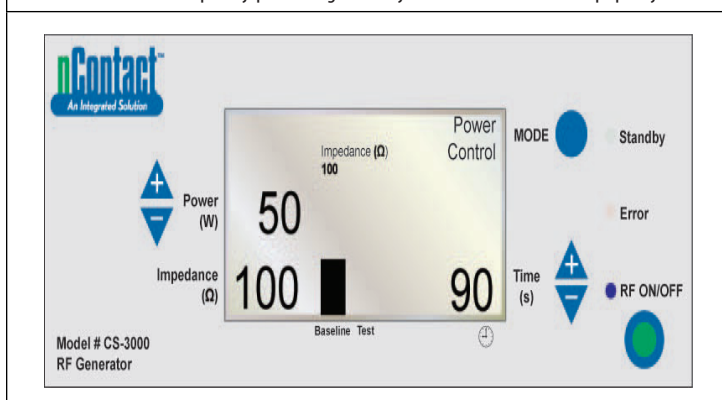 nContact™
An Integrated Solution
Power
Control
Impedance (Ω)
100
MODE
Standby
+
−
Power
(W)
50
Error
Impedance
(Ω)
100
90
Time
(s)
+
−
RF ON/OFF
Baseline Test
Model # CS-3000
RF Generator